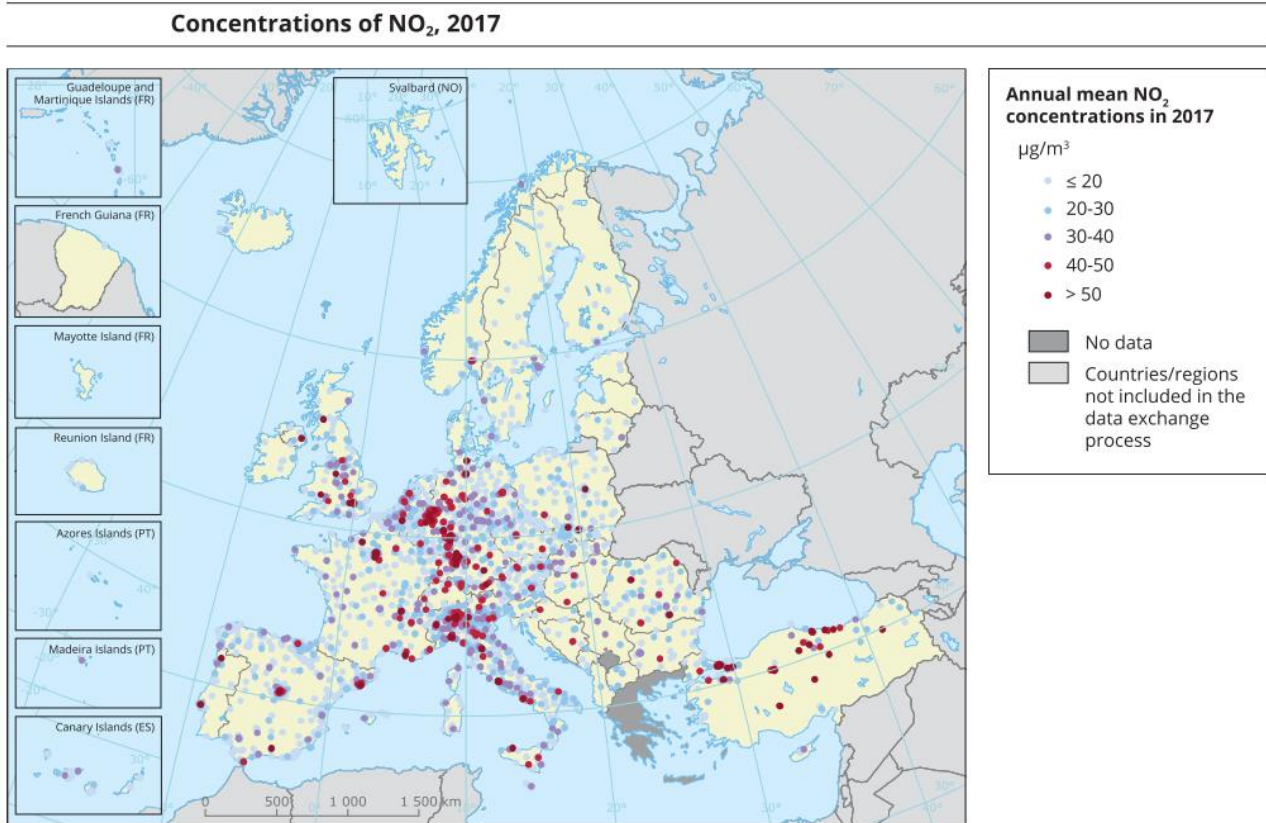 Concentrations of NO₂, 2017
Guadeloupe and
Martinique Islands (FR)
French Guiana (FR)
Mayotte Island (FR)
Reunion Island (FR)
Azores Islands (PT)
Madeira Islands (PT)
Canary Islands (ES)
Svalbard (NO)
0 500 1 000 1 500 km
Annual mean NO₂
concentrations in 2017
µg/m³
≤ 20
20-30
30-40
40-50
> 50
No data
Countries/regions
not included in the
data exchange
process